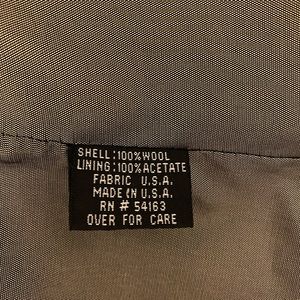 SHELL:100%WOOL
LINING:100%ACETATE
FABRIC U.S.A.
MADE IN U.S.A.
RN # 54163
OVER FOR CARE